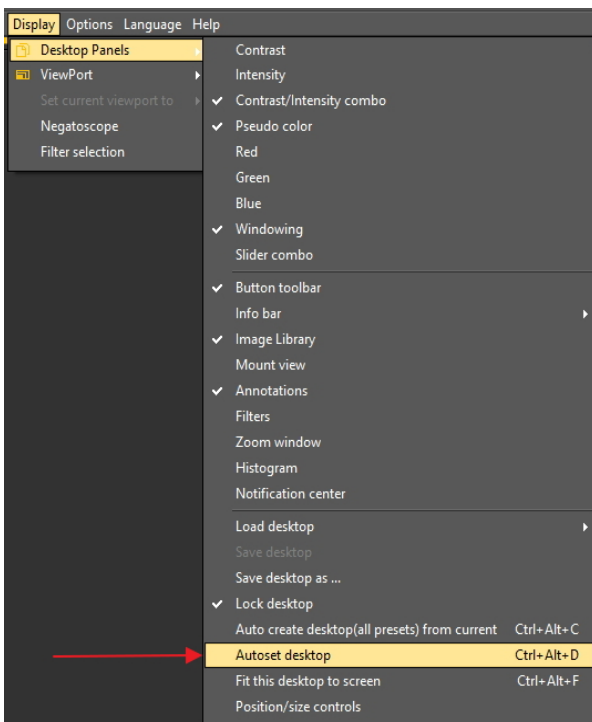 Display Options Language Help
Desktop Panels
ViewPort
Set current viewport to
Negatoscope
Filter selection
Contrast
Intensity
Contrast/Intensity combo
Pseudo color
Red
Green
Blue
Windowing
Slider combo
Button toolbar
Info bar
Image Library
Mount view
Annotations
Filters
Zoom window
Histogram
Notification center
Load desktop
Save desktop
Save desktop as ...
Lock desktop
Auto create desktop(all presets) from current Ctrl+Alt+C
Autoset desktop Ctrl+Alt+D
Fit this desktop to screen Ctrl+Alt+F
Position/size controls